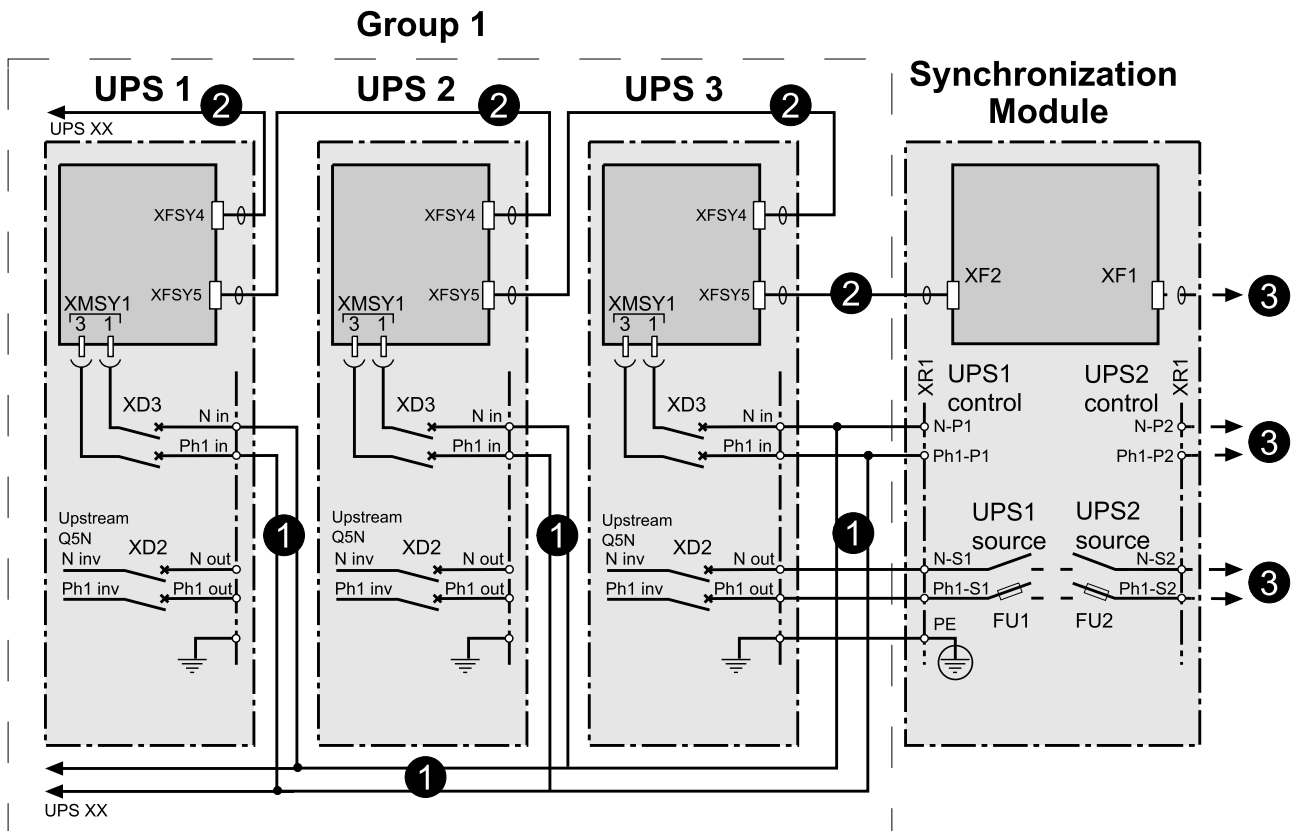 Group 1
UPS 1
2
UPS XX
XFSY4
XFSY5
XMSY1
3 1
XD3
N in
Ph1 in
1
Upstream
Q5N
N inv
XD2
N out
Ph1 inv
Ph1 out
UPS 2
2
XFSY4
XFSY5
XMSY1
3 1
XD3
N in
Ph1 in
1
Upstream
Q5N
N inv
XD2
N out
Ph1 inv
Ph1 out
UPS 3
2
XFSY4
XFSY5
2
XMSY1
3 1
XD3
N in
Ph1 in
1
Upstream
Q5N
N inv
XD2
N out
Ph1 inv
Ph1 out
1
UPS XX
Synchronization
Module
XF2
XF1
3
XR1
UPS1
control
UPS2
control
XR1
N-P1
N-P2
Ph1-P1
Ph1-P2
3
UPS1
source
UPS2
source
N-S1
N-S2
Ph1-S1
Ph1-S2
3
FU1
FU2
PE